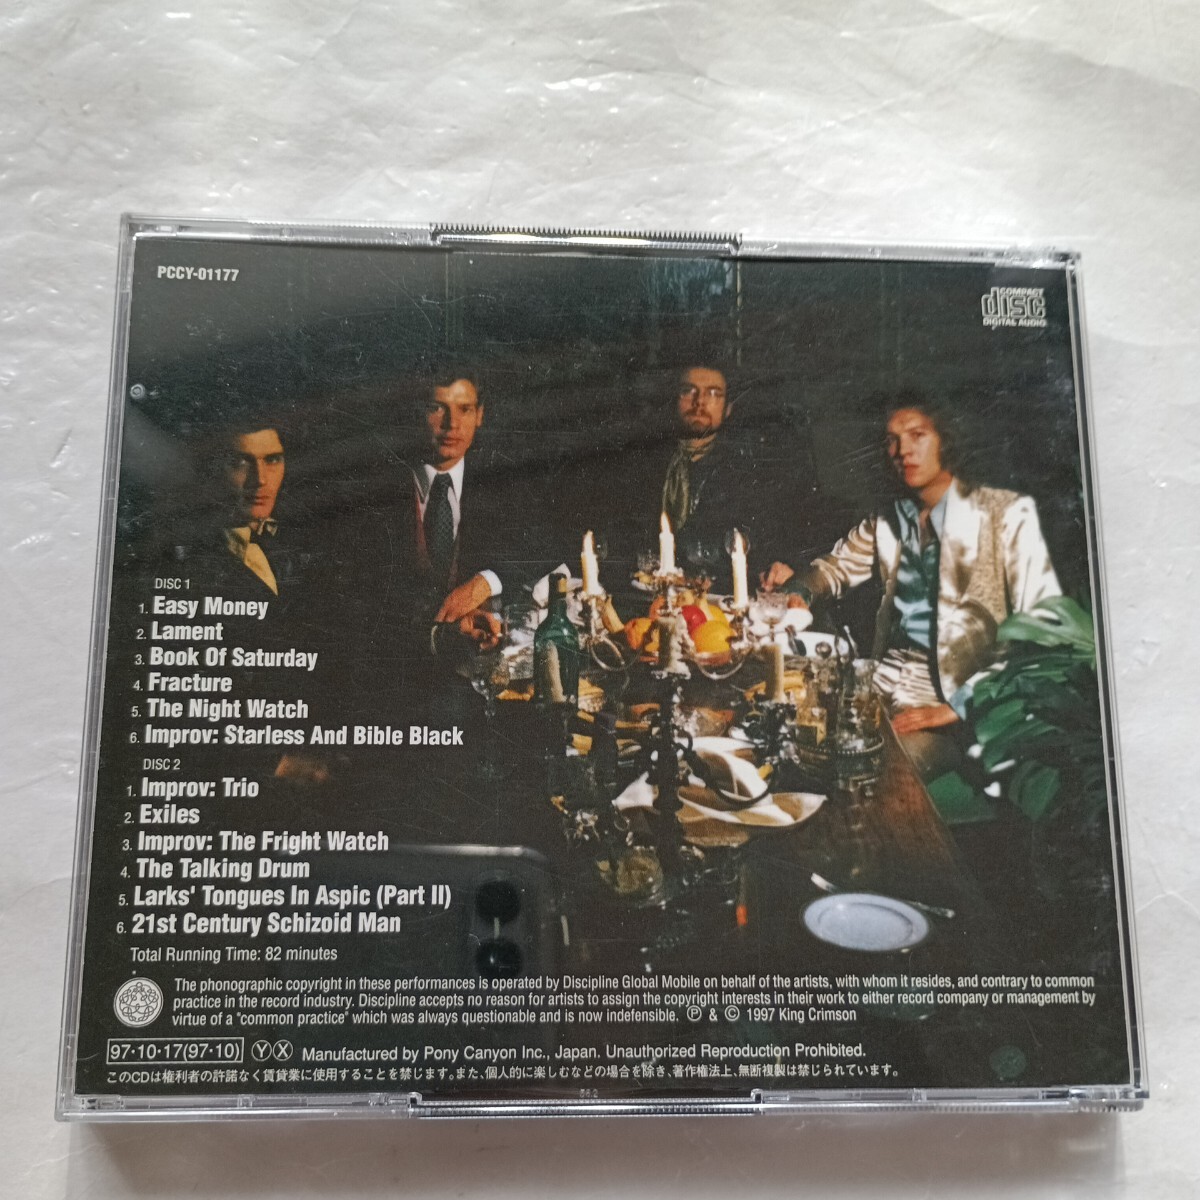 PCCY-01177
COMPACT
disc
DIGITAL AUDIO
DISC 1
1. Easy Money
2. Lament
3. Book Of Saturday
4. Fracture
5. The Night Watch
6. Improv: Starless And Bible Black
DISC 2
1. Improv: Trio
2. Exiles
3. Improv: The Fright Watch
4. The Talking Drum
5. Larks' Tongues In Aspic (Part II)
6. 21st Century Schizoid Man
Total Running Time: 82 minutes
The phonographic copyright in these performances is operated by Discipline Global Mobile on behalf of the artists, with whom it resides, and contrary to common
practice in the record industry. Discipline accepts no reason for artists to assign the copyright interests in their work to either record company or management by
virtue of a "common practice" which was always questionable and is now indefensible. Ⓟ & © 1997 King Crimson
97·10·17(97·10) Ⓨ Ⓧ Manufactured by Pony Canyon Inc., Japan. Unauthorized Reproduction Prohibited.
このCDは権利者の許諾なく賃貸業に使用することを禁じます。また、個人的に楽しむなどの場合を除き、著作権法上、無断複製は禁じられています。